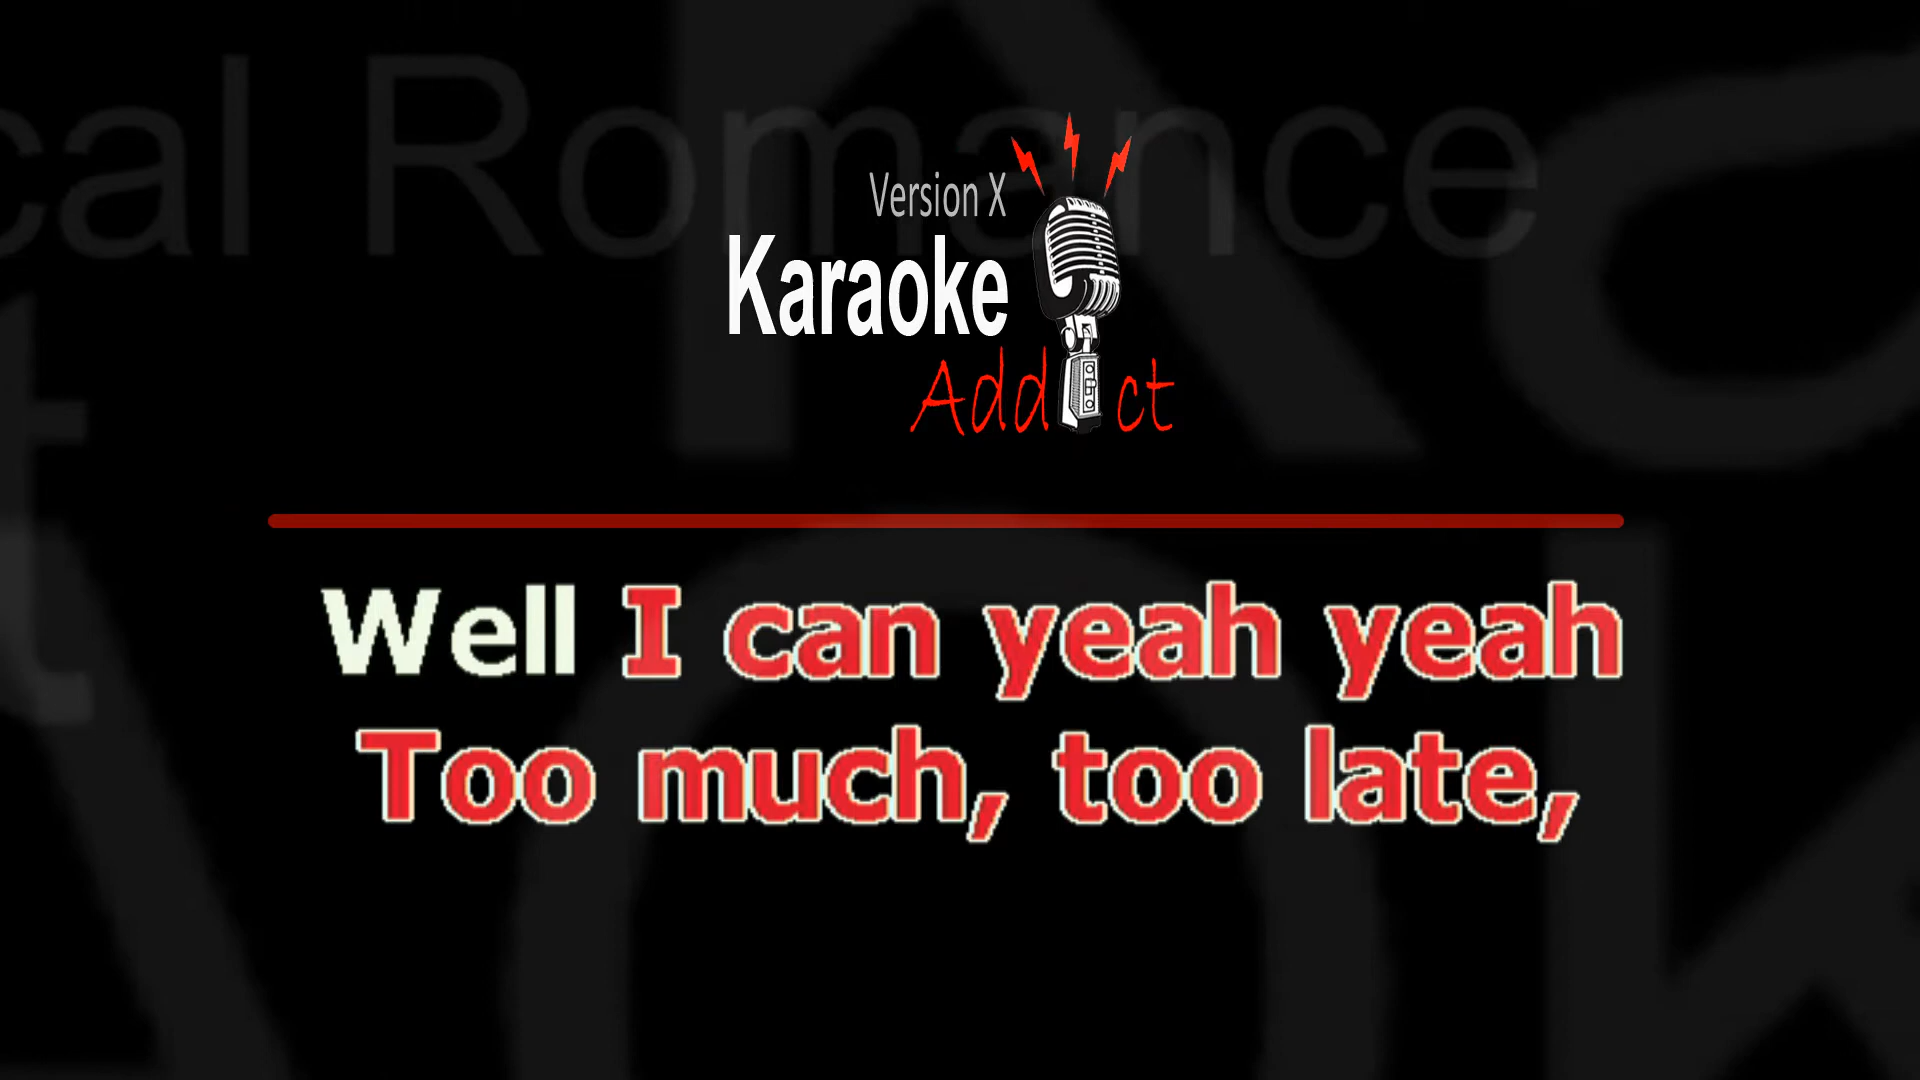 cal Romance
Version X
Karaoke
Addict
Well I can yeah yeah
Too much, too late,